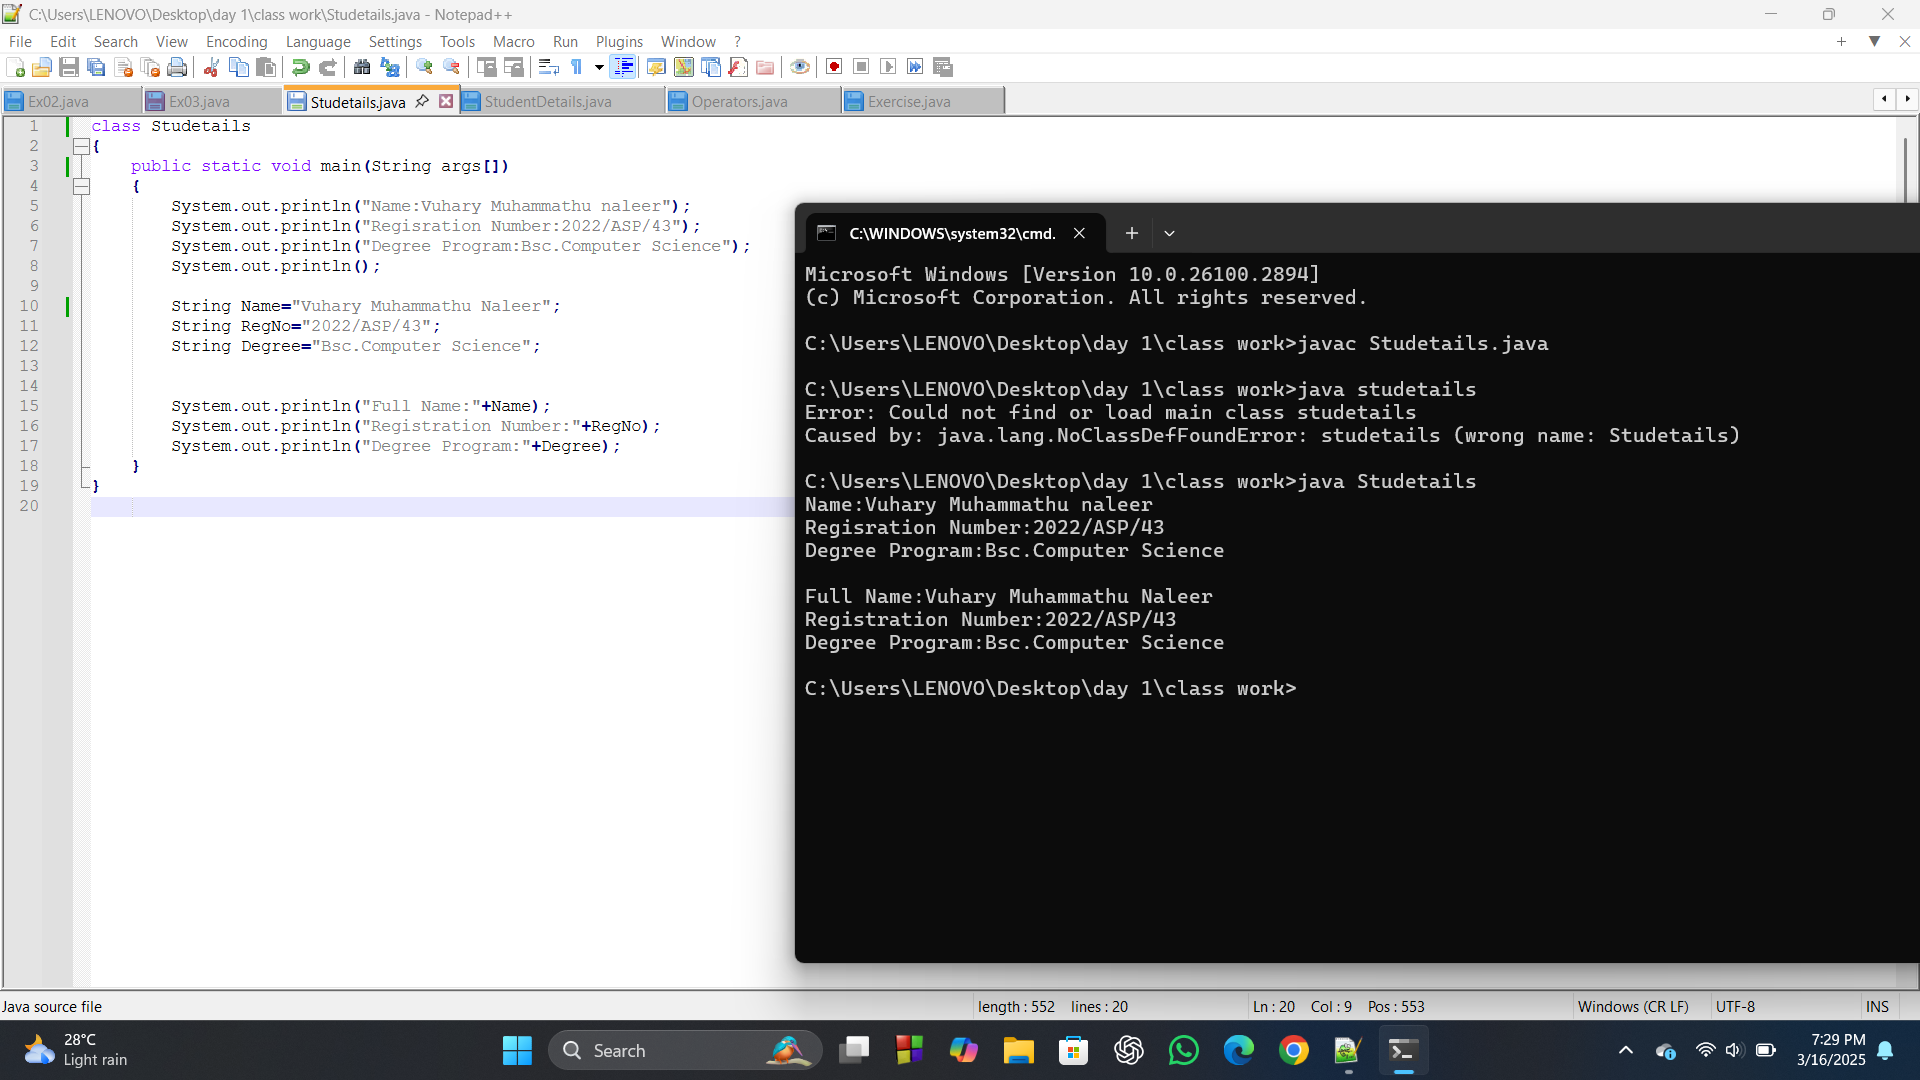 C:\Users\LENOVO\Desktop\day 1\class work\Studetails.java - Notepad++
File Edit Search View Encoding Language Settings Tools Macro Run Plugins Window ?
Ex02.java Ex03.java Studetails.java StudentDetails.java Operators.java Exercise.java
1 class Studetails
2 {
3 public static void main(String args[])
4 {
5 System.out.println("Name:Vuhary Muhammathu naleer");
6 System.out.println("Regisration Number:2022/ASP/43");
7 System.out.println("Degree Program:Bsc.Computer Science");
8 System.out.println();
9
10 String Name="Vuhary Muhammathu Naleer";
11 String RegNo="2022/ASP/43";
12 String Degree="Bsc.Computer Science";
13
14
15 System.out.println("Full Name:"+Name);
16 System.out.println("Registration Number:"+RegNo);
17 System.out.println("Degree Program:"+Degree);
18 }
19 }
20
C:\WINDOWS\system32\cmd.
Microsoft Windows [Version 10.0.26100.2894]
(c) Microsoft Corporation. All rights reserved.
C:\Users\LENOVO\Desktop\day 1\class work>javac Studetails.java
C:\Users\LENOVO\Desktop\day 1\class work>java studetails
Error: Could not find or load main class studetails
Caused by: java.lang.NoClassDefFoundError: studetails (wrong name: Studetails)
C:\Users\LENOVO\Desktop\day 1\class work>java Studetails
Name:Vuhary Muhammathu naleer
Regisration Number:2022/ASP/43
Degree Program:Bsc.Computer Science
Full Name:Vuhary Muhammathu Naleer
Registration Number:2022/ASP/43
Degree Program:Bsc.Computer Science
C:\Users\LENOVO\Desktop\day 1\class work>
Java source file length : 552 lines : 20 Ln : 20 Col : 9 Pos : 553 Windows (CR LF) UTF-8 INS
28°C
Light rain
Search
7:29 PM
3/16/2025